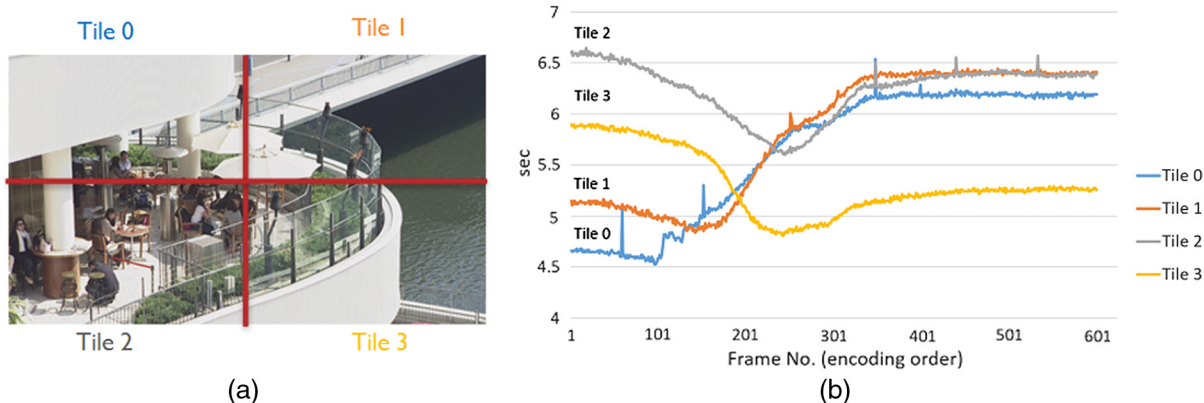 Tile 0
Tile 1
Tile 2
Tile 3
(a)
7
6.5
6
5.5
5
4.5
4
sec
Tile 2
Tile 3
Tile 1
Tile 0
1 101 201 301 401 501 601
Frame No. (encoding order)
Tile 0
Tile 1
Tile 2
Tile 3
(b)